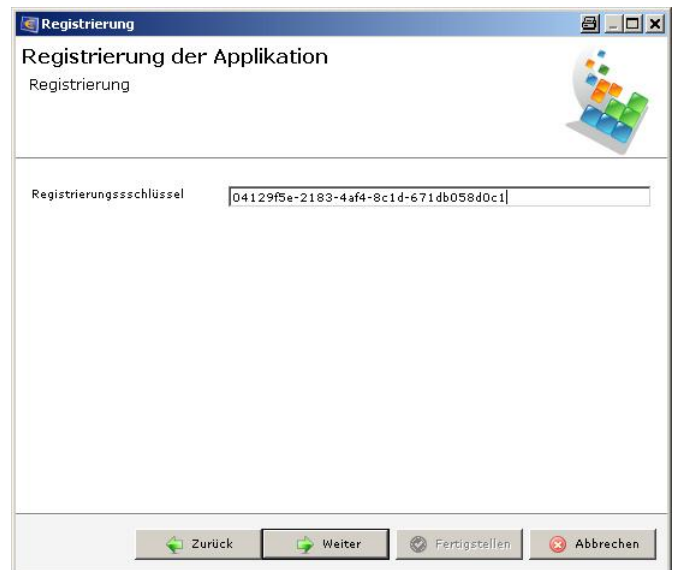 Registrierung
Registrierung der Applikation
Registrierung
Registrierungssschlüssel 04129f5e-2183-4af4-8c1d-671db058d0c1
Zurück Weiter Fertigstellen Abbrechen